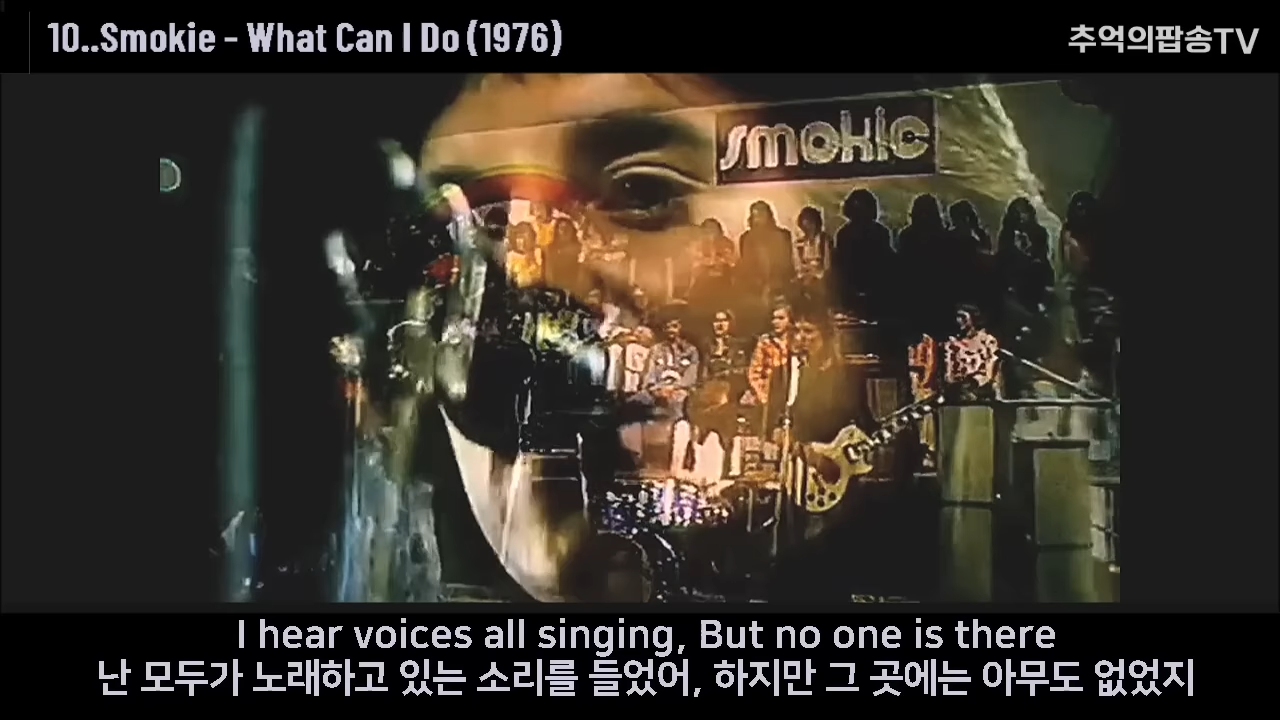 10..Smokie - What Can I Do (1976)
추억의팝송TV
smokie
I hear voices all singing, But no one is there
난 모두가 노래하고 있는 소리를 들었어, 하지만 그 곳에는 아무도 없었지